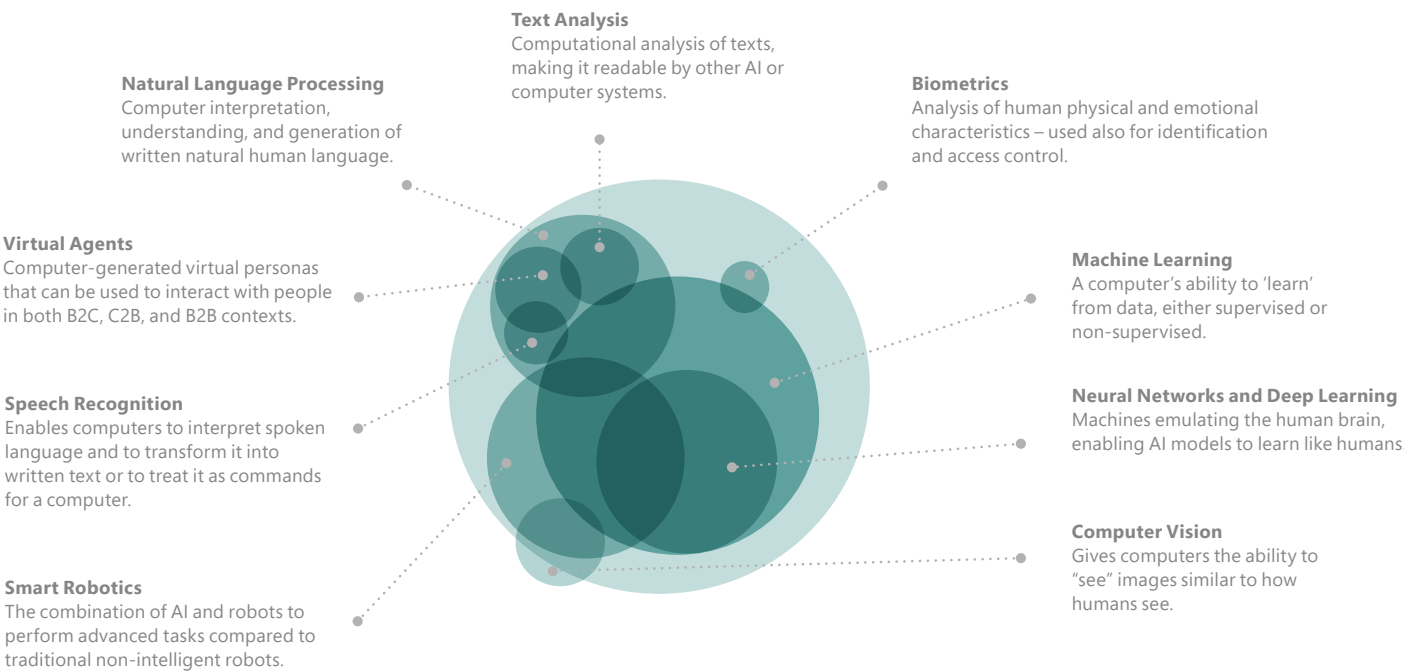 Text Analysis
Computational analysis of texts,
making it readable by other AI or
computer systems.
Natural Language Processing
Computer interpretation,
understanding, and generation of
written natural human language.
Biometrics
Analysis of human physical and emotional
characteristics – used also for identification
and access control.
Virtual Agents
Computer-generated virtual personas
that can be used to interact with people
in both B2C, C2B, and B2B contexts.
Machine Learning
A computer’s ability to ‘learn’
from data, either supervised or
non-supervised.
Speech Recognition
Enables computers to interpret spoken
language and to transform it into
written text or to treat it as commands
for a computer.
Neural Networks and Deep Learning
Machines emulating the human brain,
enabling AI models to learn like humans.
Computer Vision
Gives computers the ability to
“see” images similar to how
humans see.
Smart Robotics
The combination of AI and robots to
perform advanced tasks compared to
traditional non-intelligent robots.